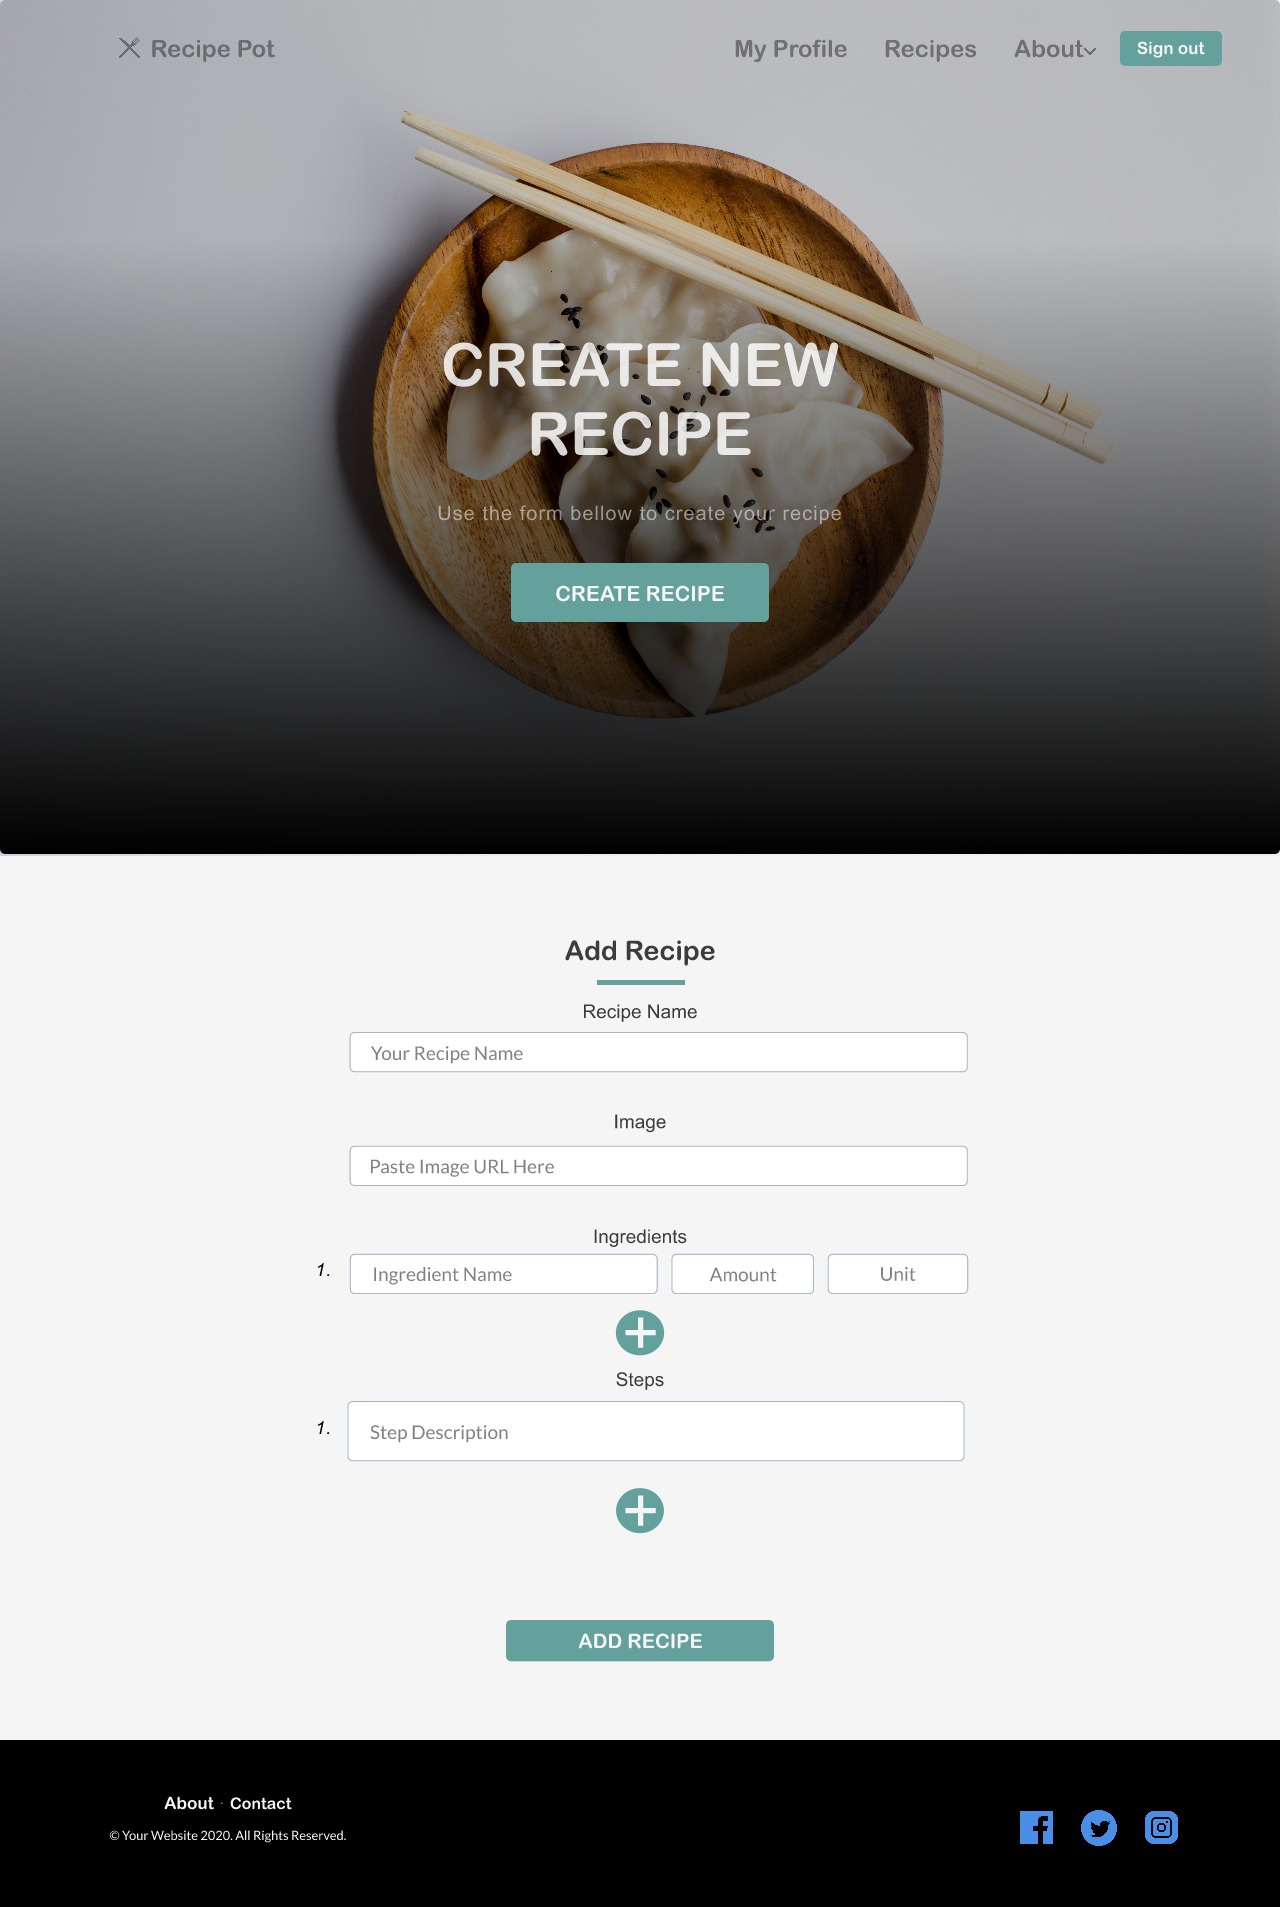 Recipe Pot
My Profile Recipes About Sign out
CREATE NEW
RECIPE
Use the form bellow to create your recipe
CREATE RECIPE
Add Recipe
Recipe Name
Your Recipe Name
Image
Paste Image URL Here
Ingredients
1. Ingredient Name Amount Unit
Steps
1. Step Description
ADD RECIPE
About · Contact
© Your Website 2020. All Rights Reserved.